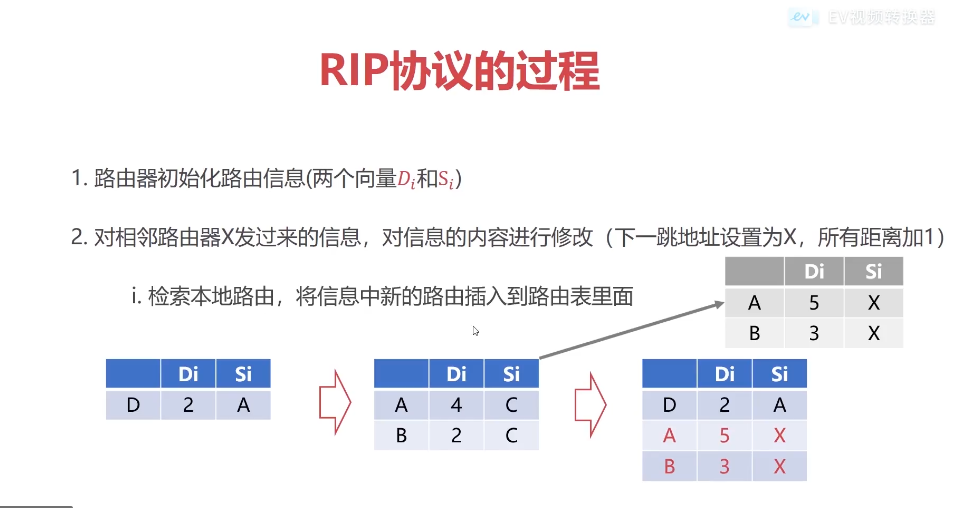 EV视频转换器
RIP协议的过程
1. 路由器初始化路由信息(两个向量Di和Si)
2. 对相邻路由器X发过来的信息，对信息的内容进行修改（下一跳地址设置为X，所有距离加1）
i. 检索本地路由，将信息中新的路由插入到路由表里面
Di Si
A 5 X
B 3 X
Di Si
D 2 A
Di Si
A 4 C
B 2 C
Di Si
D 2 A
A 5 X
B 3 X